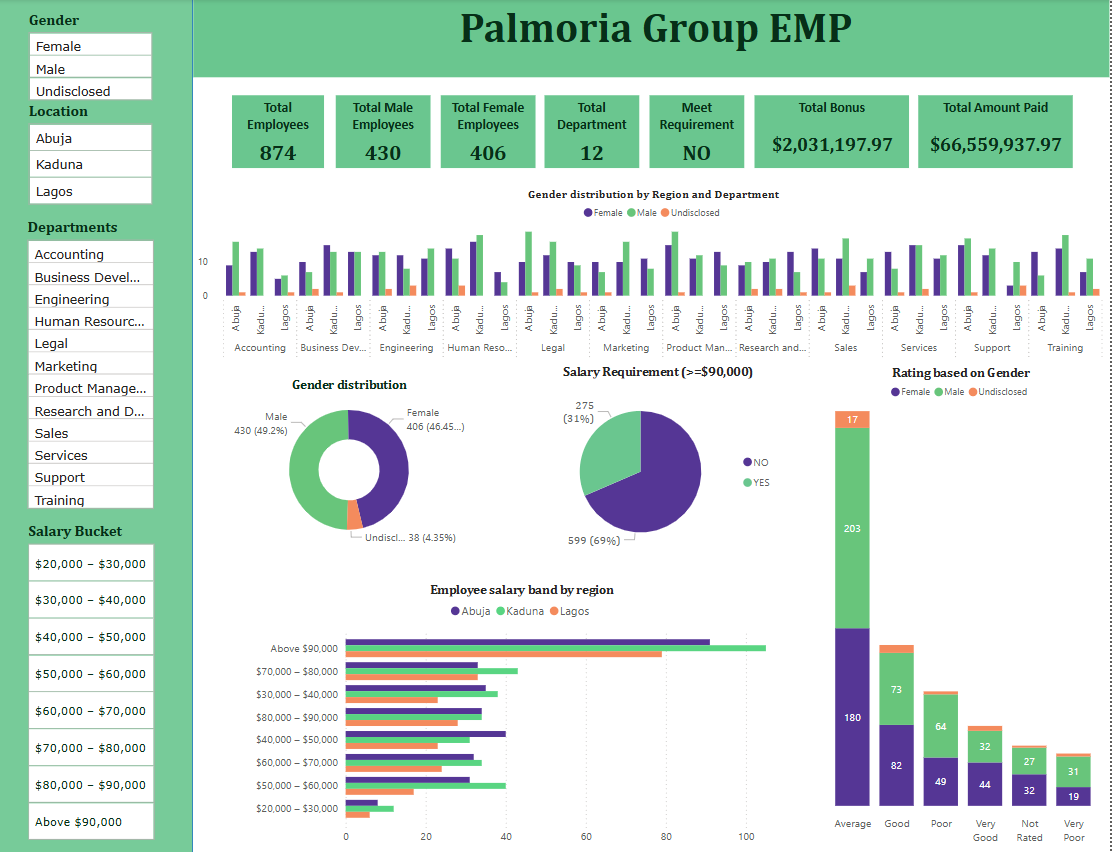 Palmoria Group EMP
Gender
Female
Male
Undisclosed
Location
Abuja
Kaduna
Lagos
Departments
Accounting
Business Devel...
Engineering
Human Resourc...
Legal
Marketing
Product Manage...
Research and D...
Sales
Services
Support
Training
Salary Bucket
$20,000 – $30,000
$30,000 – $40,000
$40,000 – $50,000
$50,000 – $60,000
$60,000 – $70,000
$70,000 – $80,000
$80,000 – $90,000
Above $90,000
Total
Employees
874
Total Male
Employees
430
Total Female
Employees
406
Total
Department
12
Meet
Requirement
NO
Total Bonus
$2,031,197.97
Total Amount Paid
$66,559,937.97
Gender distribution by Region and Department
Female Male Undisclosed
10
0
Abuja Kadu... Lagos Abuja Kadu... Lagos Abuja Kadu... Lagos Abuja Kadu... Lagos Abuja Kadu... Lagos Abuja Kadu... Lagos Abuja Kadu... Lagos Abuja Kadu... Lagos Abuja Kadu... Lagos Abuja Kadu... Lagos Abuja Kadu... Lagos Abuja Kadu... Lagos
Accounting Business Dev... Engineering Human Reso... Legal Marketing Product Man... Research and... Sales Services Support Training
Gender distribution
Male
430 (49.2%)
Female
406 (46.45...)
Undiscl... 38 (4.35%)
Salary Requirement (>=$90,000)
275
(31%)
599 (69%)
NO
YES
Employee salary band by region
Abuja Kaduna Lagos
Above $90,000
$70,000 – $80,000
$30,000 – $40,000
$80,000 – $90,000
$40,000 – $50,000
$60,000 – $70,000
$50,000 – $60,000
$20,000 – $30,000
0 20 40 60 80 100
Rating based on Gender
Female Male Undisclosed
17
203
180
73
82
64
49
32
44
27
32
31
19
Average Good Poor Very Good Not Rated Very Poor